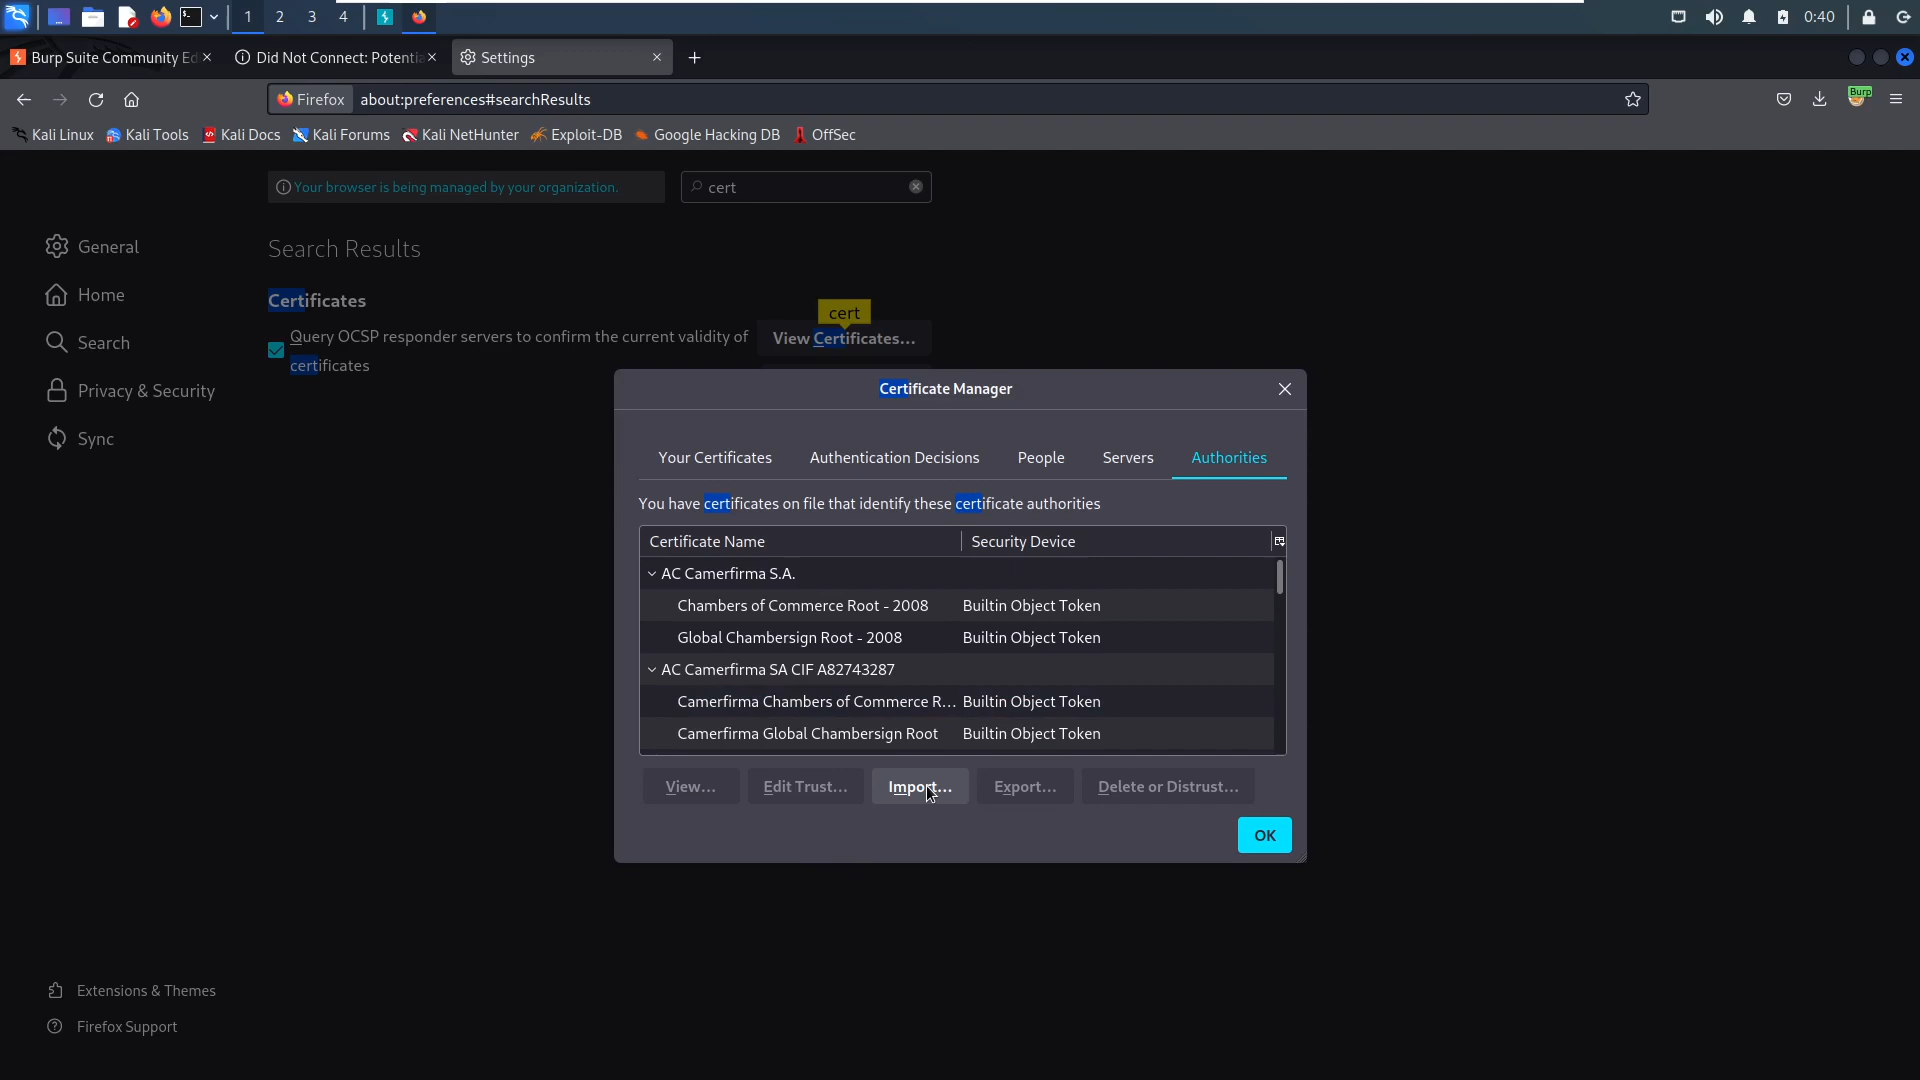 1 2 3 4 0:40
Burp Suite Community Ed Did Not Connect: Potentia Settings
Firefox about:preferences#searchResults Burp
Kali Linux Kali Tools Kali Docs Kali Forums Kali NetHunter Exploit-DB Google Hacking DB OffSec
Your browser is being managed by your organization. cert
General
Home
Search
Privacy & Security
Sync
Search Results
Certificates
cert
Query OCSP responder servers to confirm the current validity of View Certificates...
certificates
Certificate Manager
Your Certificates Authentication Decisions People Servers Authorities
You have certificates on file that identify these certificate authorities
Certificate Name Security Device
AC Camerfirma S.A.
Chambers of Commerce Root - 2008 Builtin Object Token
Global Chambersign Root - 2008 Builtin Object Token
AC Camerfirma SA CIF A82743287
Camerfirma Chambers of Commerce R... Builtin Object Token
Camerfirma Global Chambersign Root Builtin Object Token
View... Edit Trust... Import... Export... Delete or Distrust...
OK
Extensions & Themes
Firefox Support